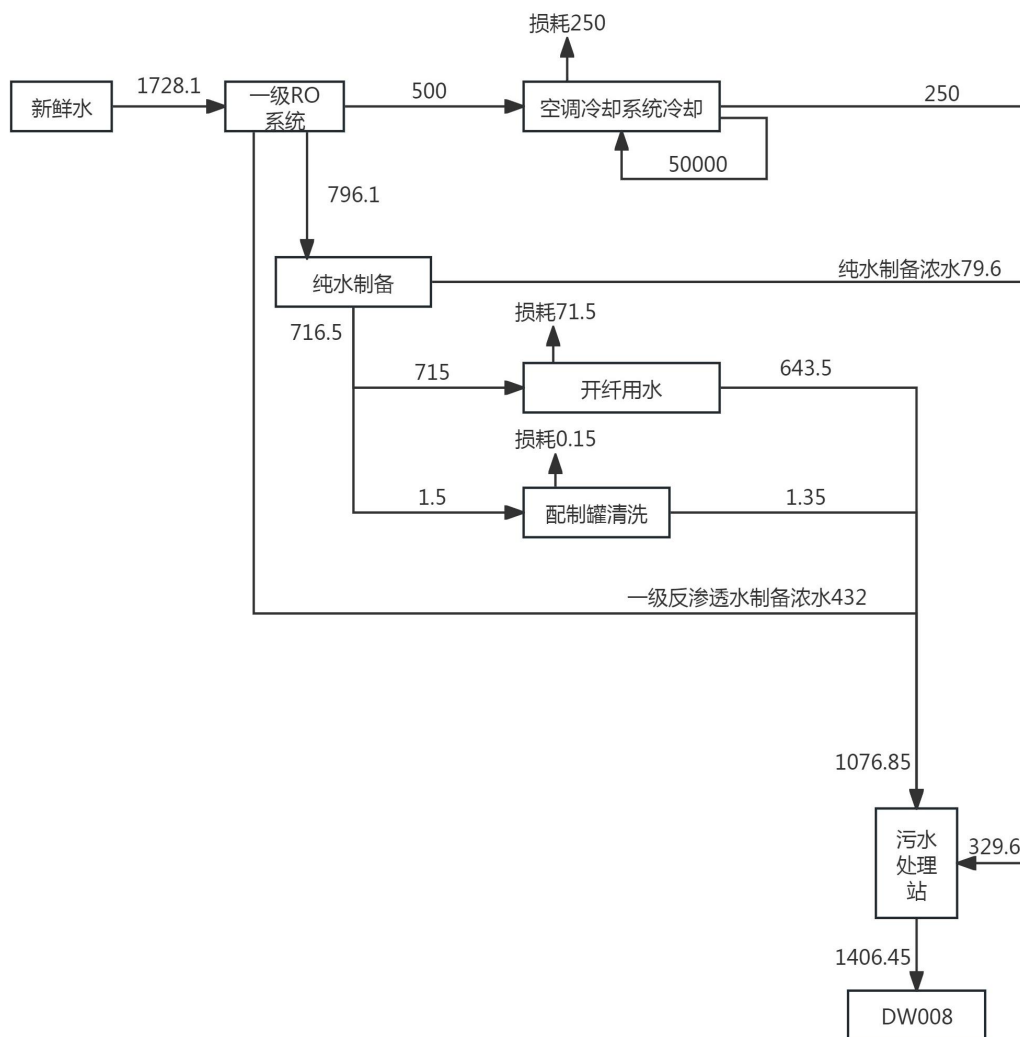 损耗250
新鲜水
1728.1
一级RO
系统
500
空调冷却系统冷却
250
50000
796.1
纯水制备
纯水制备浓水79.6
716.5
损耗71.5
715
开纤用水
643.5
损耗0.15
1.5
配制罐清洗
1.35
一级反渗透水制备浓水432
1076.85
污水
处理
站
329.6
1406.45
DW008